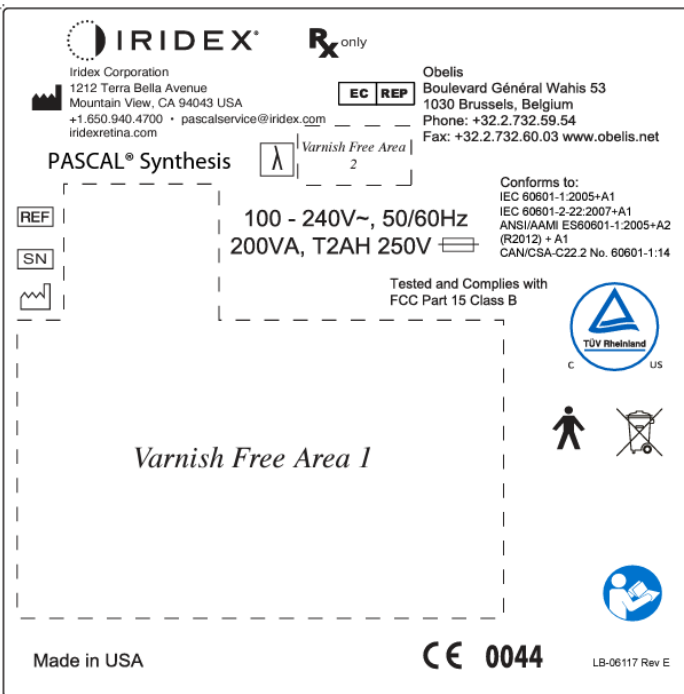 IRIDEX®
Rx only
Iridex Corporation
1212 Terra Bella Avenue
Mountain View, CA 94043 USA
+1.650.940.4700 • pascalservice@iridex.com
iridexretina.com
EC REP
Obelis
Boulevard Général Wahis 53
1030 Brussels, Belgium
Phone: +32.2.732.59.54
Fax: +32.2.732.60.03 www.obelis.net
PASCAL® Synthesis
λ
Varnish Free Area
2
REF
SN
100 - 240V~, 50/60Hz
200VA, T2AH 250V
Conforms to:
IEC 60601-1:2005+A1
IEC 60601-2-22:2007+A1
ANSI/AAMI ES60601-1:2005+A2
(R2012) + A1
CAN/CSA-C22.2 No. 60601-1:14
Tested and Complies with
FCC Part 15 Class B
TÜV Rheinland
C US
Varnish Free Area 1
Made in USA
CE 0044
LB-06117 Rev E